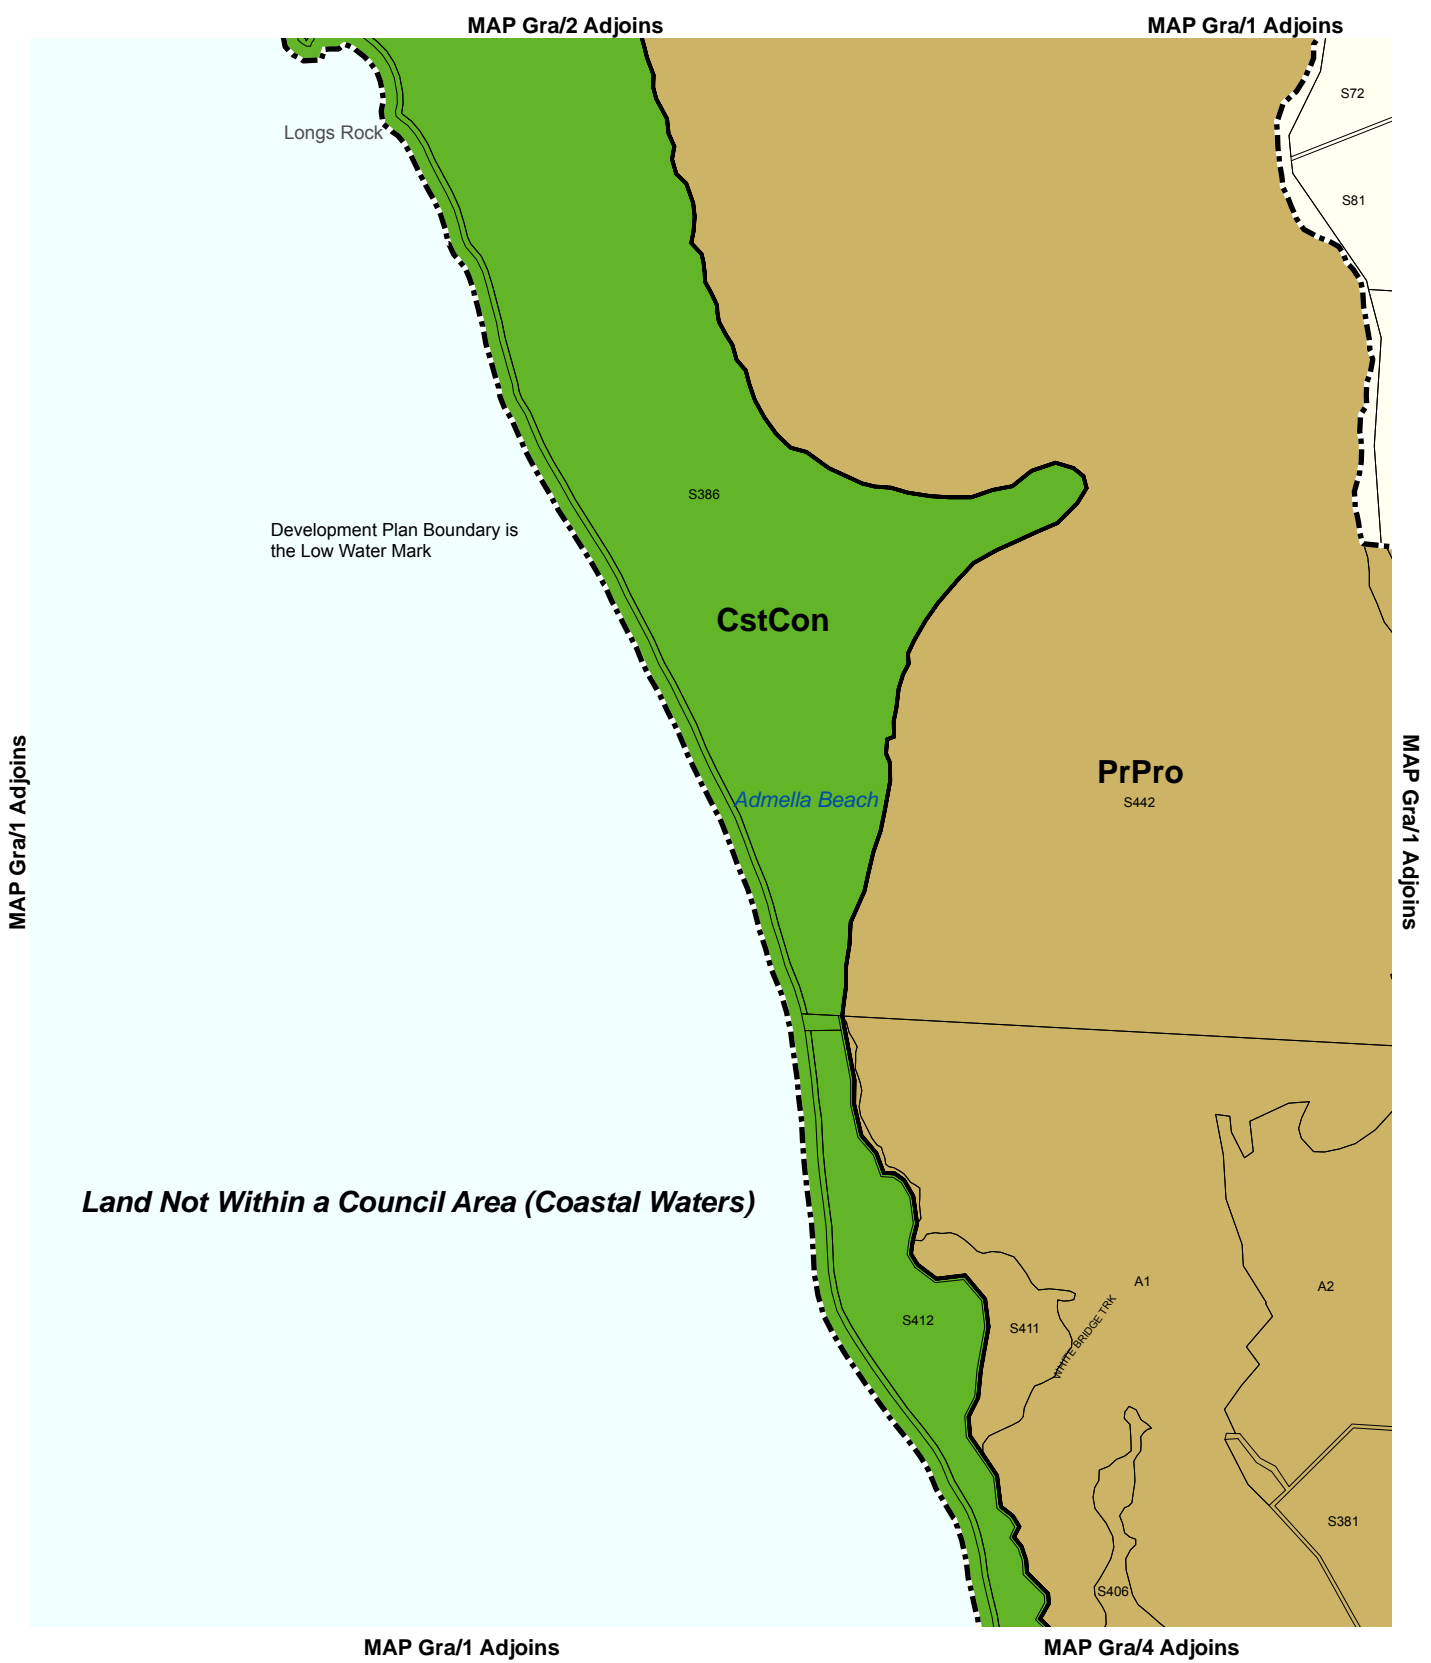 MAP Gra/2 Adjoins
MAP Gra/1 Adjoins
S72
Longs Rock
S81
S386
Development Plan Boundary is
the Low Water Mark
CstCon
MAP Gra/1 Adjoins
MAP Gra/1 Adjoins
PrPro
Admella Beach
S442
Land Not Within a Council Area (Coastal Waters)
A1
A2
S412
S411
WHITE BRIDGE TRK
S381
S406
MAP Gra/1 Adjoins
MAP Gra/4 Adjoins